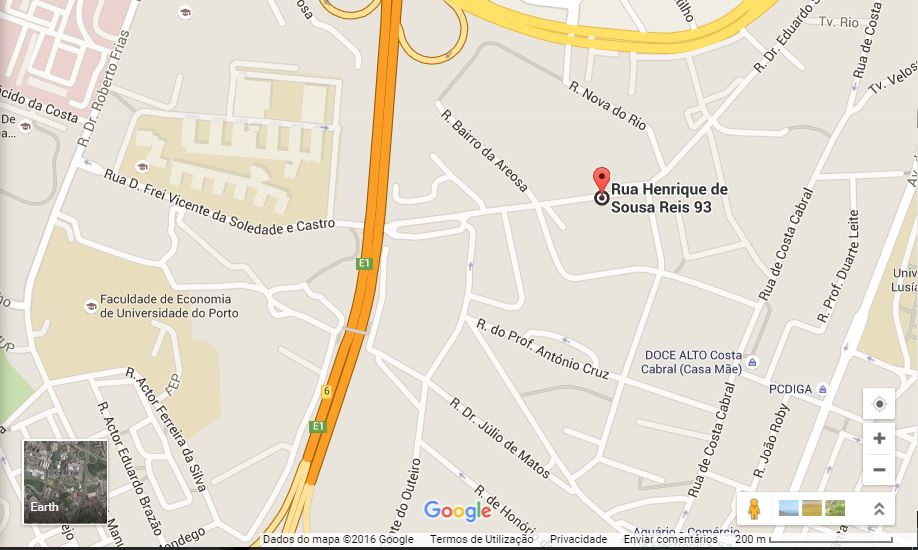 R. Dr. Eduardo
Tv. Rio
Rua de Costa
Tv. Velos
R. Dr. Roberto Frias
cido da Costa
De
R. Nova do Rio
R. Bairro da Areosa
Rua Henrique de
Sousa Reis 93
Rua D. Frei Vicente da Soledade e Castro
Rua de Costa Cabral
R. Prof. Duarte Leite
E1
Univ
Lusía
Faculdade de Economia
de Universidade do Porto
R. do Prof. António Cruz
DOCE ALTO Costa
Cabral (Casa Mãe)
PCDIGA
FEP
R. Actor Ferreira da Silva
R. Actor Eduardo Brazão
6
E1
R. Dr. Júlio de Matos
Rua de Costa Cabral
R. João Roby
Earth
Mondego
te do Outeiro
R. de Honóri
Google
Aquário - Comércio
Dados do mapa ©2016 Google Termos de Utilização Privacidade Enviar comentários 200 m